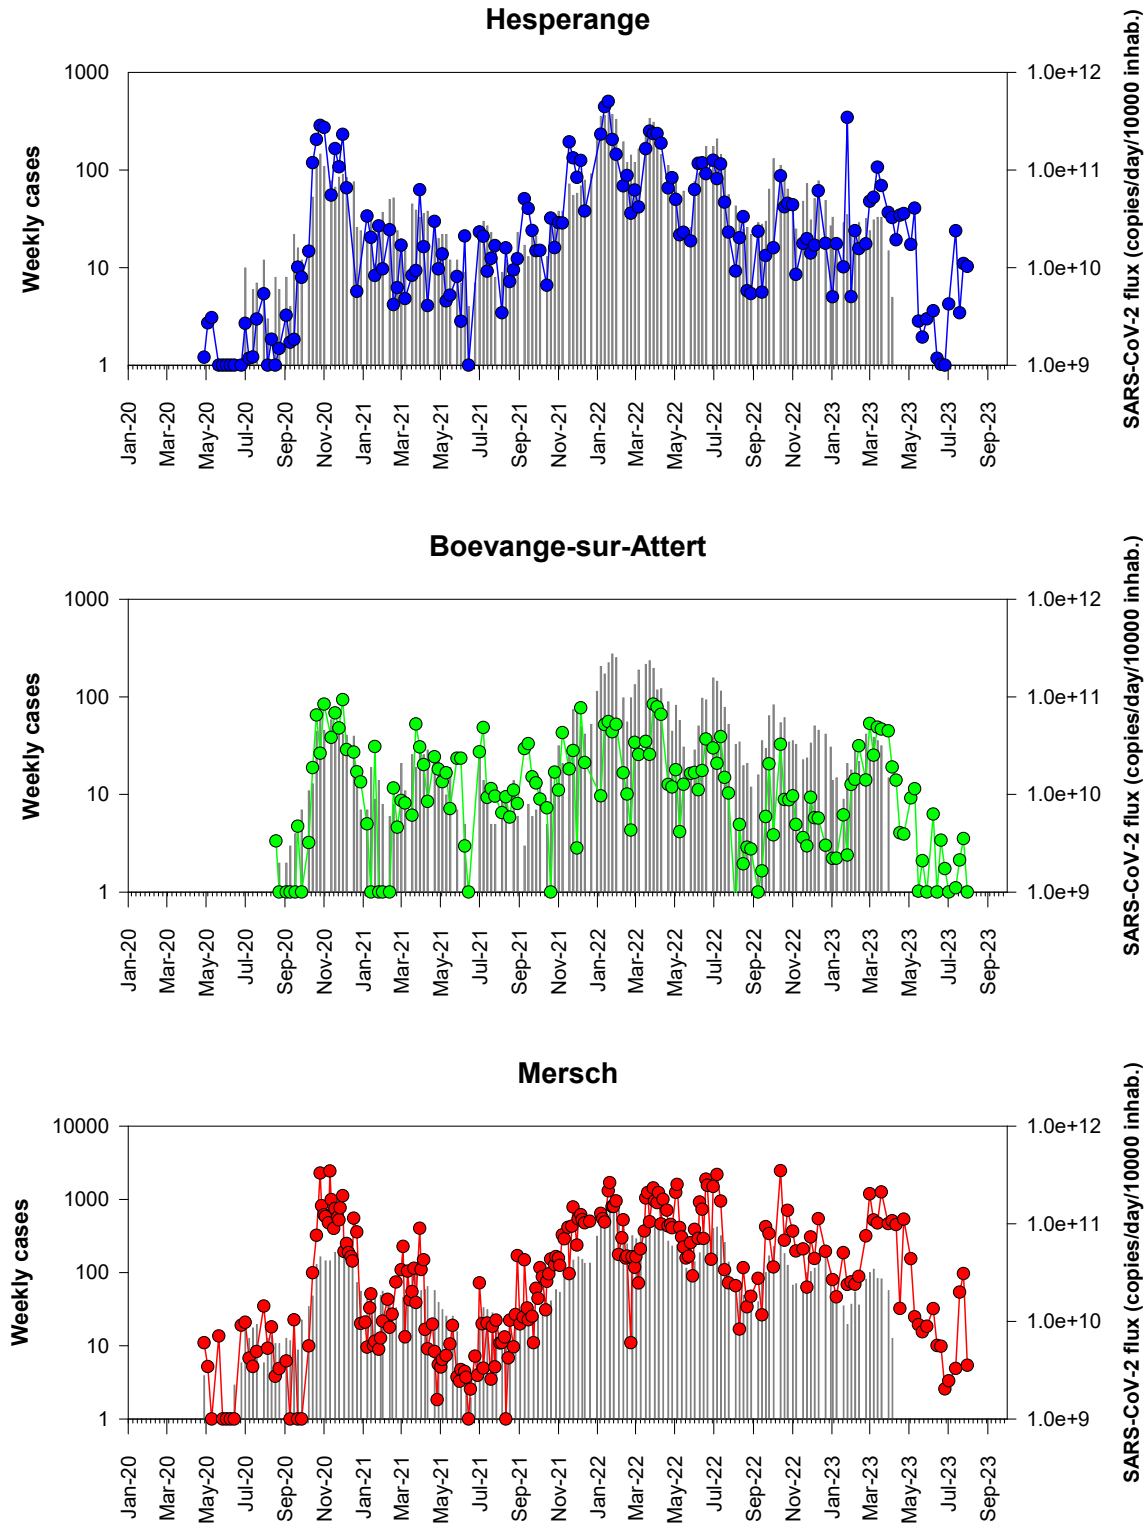 Hesperange
Weekly cases
1000
100
10
1
1.0e+12
1.0e+11
1.0e+10
1.0e+9
SARS-CoV-2 flux (copies/day/10000 inhab.)
Jan-20
Mar-20
May-20
Jul-20
Sep-20
Nov-20
Jan-21
Mar-21
May-21
Jul-21
Sep-21
Nov-21
Jan-22
Mar-22
May-22
Jul-22
Sep-22
Nov-22
Jan-23
Mar-23
May-23
Jul-23
Sep-23
Boevange-sur-Attert
Weekly cases
1000
100
10
1
1.0e+12
1.0e+11
1.0e+10
1.0e+9
SARS-CoV-2 flux (copies/day/10000 inhab.)
Jan-20
Mar-20
May-20
Jul-20
Sep-20
Nov-20
Jan-21
Mar-21
May-21
Jul-21
Sep-21
Nov-21
Jan-22
Mar-22
May-22
Jul-22
Sep-22
Nov-22
Jan-23
Mar-23
May-23
Jul-23
Sep-23
Mersch
Weekly cases
10000
1000
100
10
1
1.0e+12
1.0e+11
1.0e+10
1.0e+9
SARS-CoV-2 flux (copies/day/10000 inhab.)
Jan-20
Mar-20
May-20
Jul-20
Sep-20
Nov-20
Jan-21
Mar-21
May-21
Jul-21
Sep-21
Nov-21
Jan-22
Mar-22
May-22
Jul-22
Sep-22
Nov-22
Jan-23
Mar-23
May-23
Jul-23
Sep-23